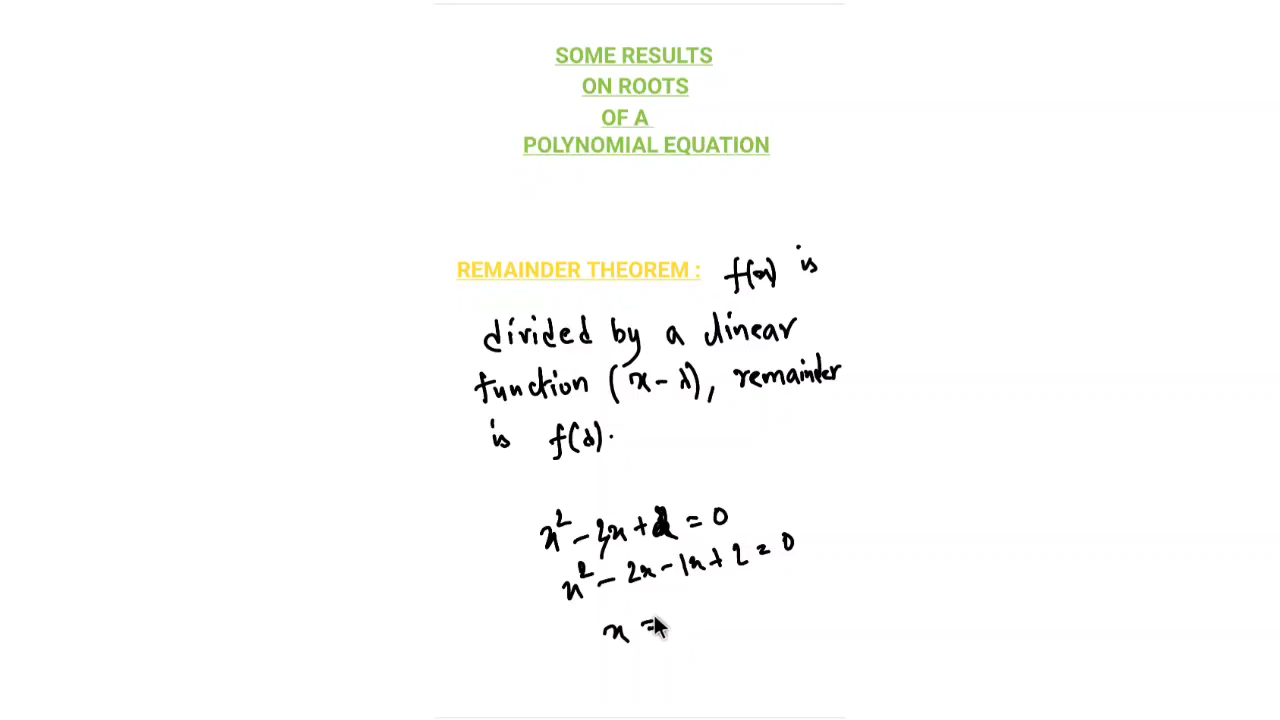 SOME RESULTS
ON ROOTS
OF A
POLYNOMIAL EQUATION
REMAINDER THEOREM : f(x) is
divided by a linear
function (x - λ), remainder
is f(λ).
x² - 3x + 2 = 0
x² - 2x - 1x + 2 = 0
x =